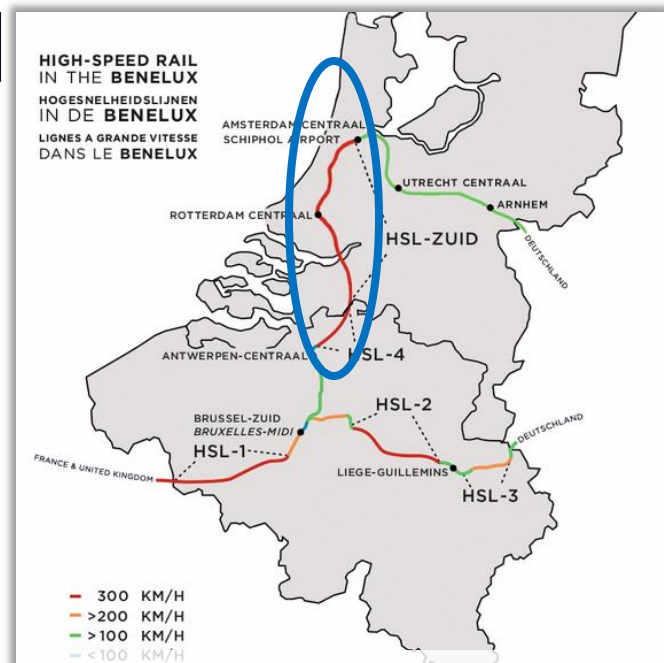 HIGH-SPEED RAIL
IN THE BENELUX
HOGESNELHEIDSLIJNEN
IN DE BENELUX
LIGNES A GRANDE VITESSE
DANS LE BENELUX
AMSTERDAM CENTRAAL
SCHIPHOL AIRPORT
UTRECHT CENTRAAL
ARNHEM
ROTTERDAM CENTRAAL
HSL-ZUID
DEUTSCHLAND
ANTWERPEN-CENTRAAL
HSL-4
HSL-2
BRUSSEL-ZUID
BRUXELLES-MIDI
DEUTSCHLAND
HSL-1
FRANCE & UNITED KINGDOM
LIEGE-GUILLEMINS
HSL-3
300 KM/H
>200 KM/H
>100 KM/H
<100 KM/H